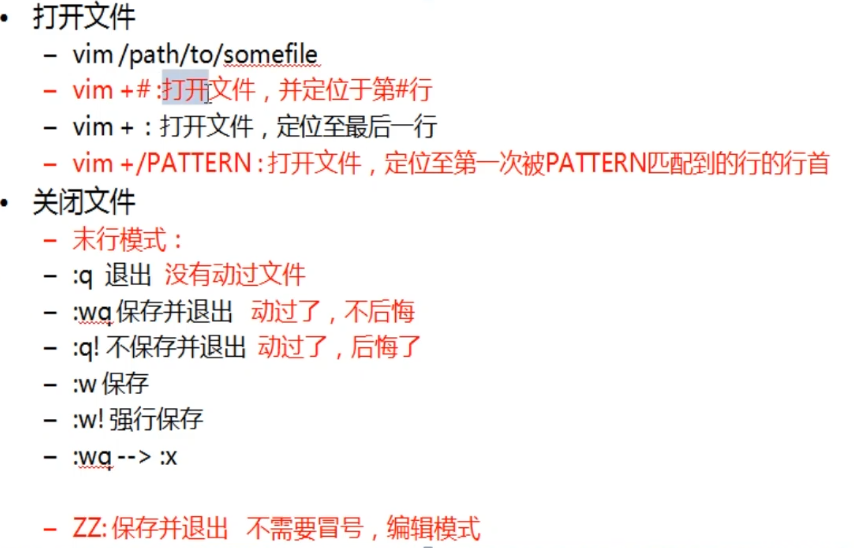 • 打开文件
– vim /path/to/somefile
– vim +# :打开文件，并定位于第#行
– vim +：打开文件，定位至最后一行
– vim +/PATTERN : 打开文件，定位至第一次被PATTERN匹配到的行的行首
• 关闭文件
– 末行模式：
– :q 退出 没有动过文件
– :wq 保存并退出 动过了，不后悔
– :q! 不保存并退出 动过了，后悔了
– :w 保存
– :w! 强行保存
– :wq --> :x
– ZZ: 保存并退出 不需要冒号，编辑模式